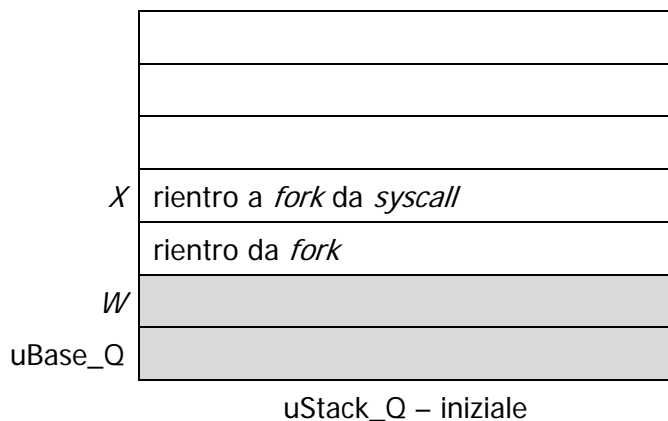 X rientro a fork da syscall
rientro da fork
W
uBase_Q
uStack_Q – iniziale